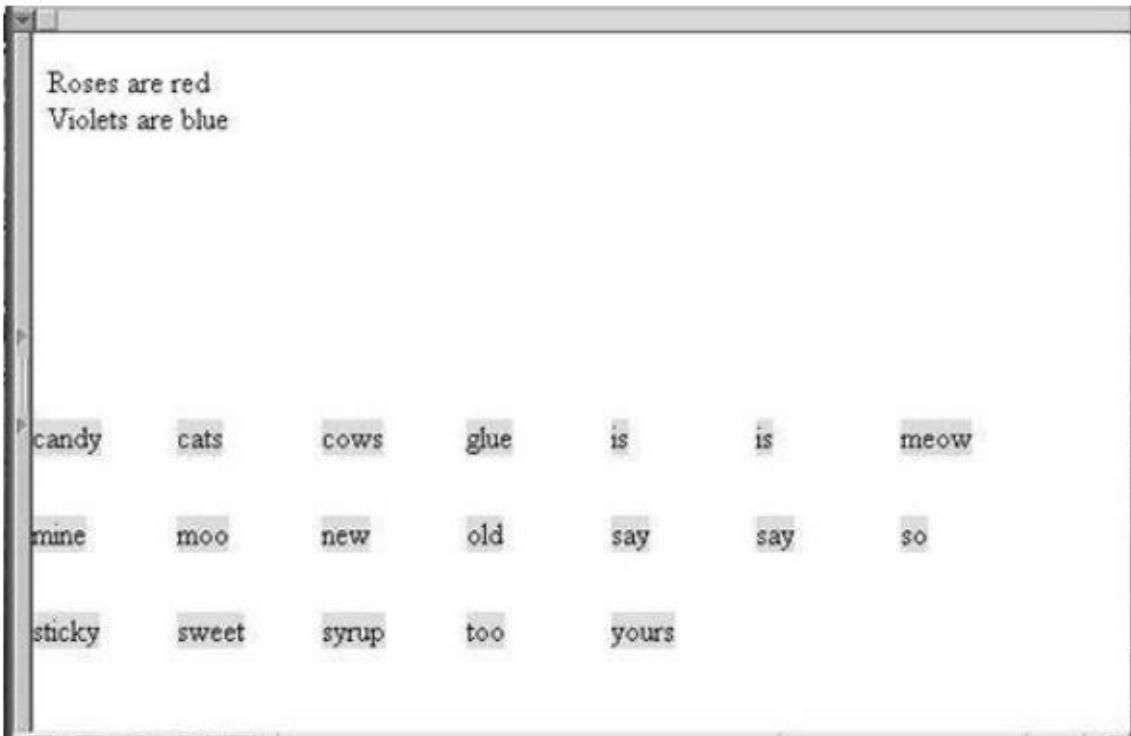 Roses are red
Violets are blue
candy cats cows glue is is meow
mine moo new old say say so
sticky sweet syrup too yours